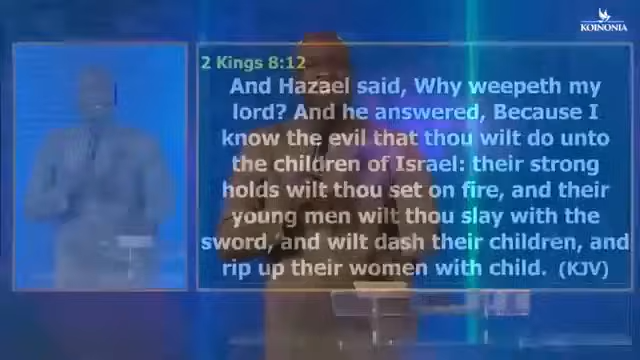 KOINONIA
2 Kings 8:12
And Hazael said, Why weepeth my
lord? And he answered, Because I
know the evil that thou wilt do unto
the children of Israel: their strong
holds wilt thou set on fire, and their
young men wilt thou slay with the
sword, and wilt dash their children, and
rip up their women with child. (KJV)